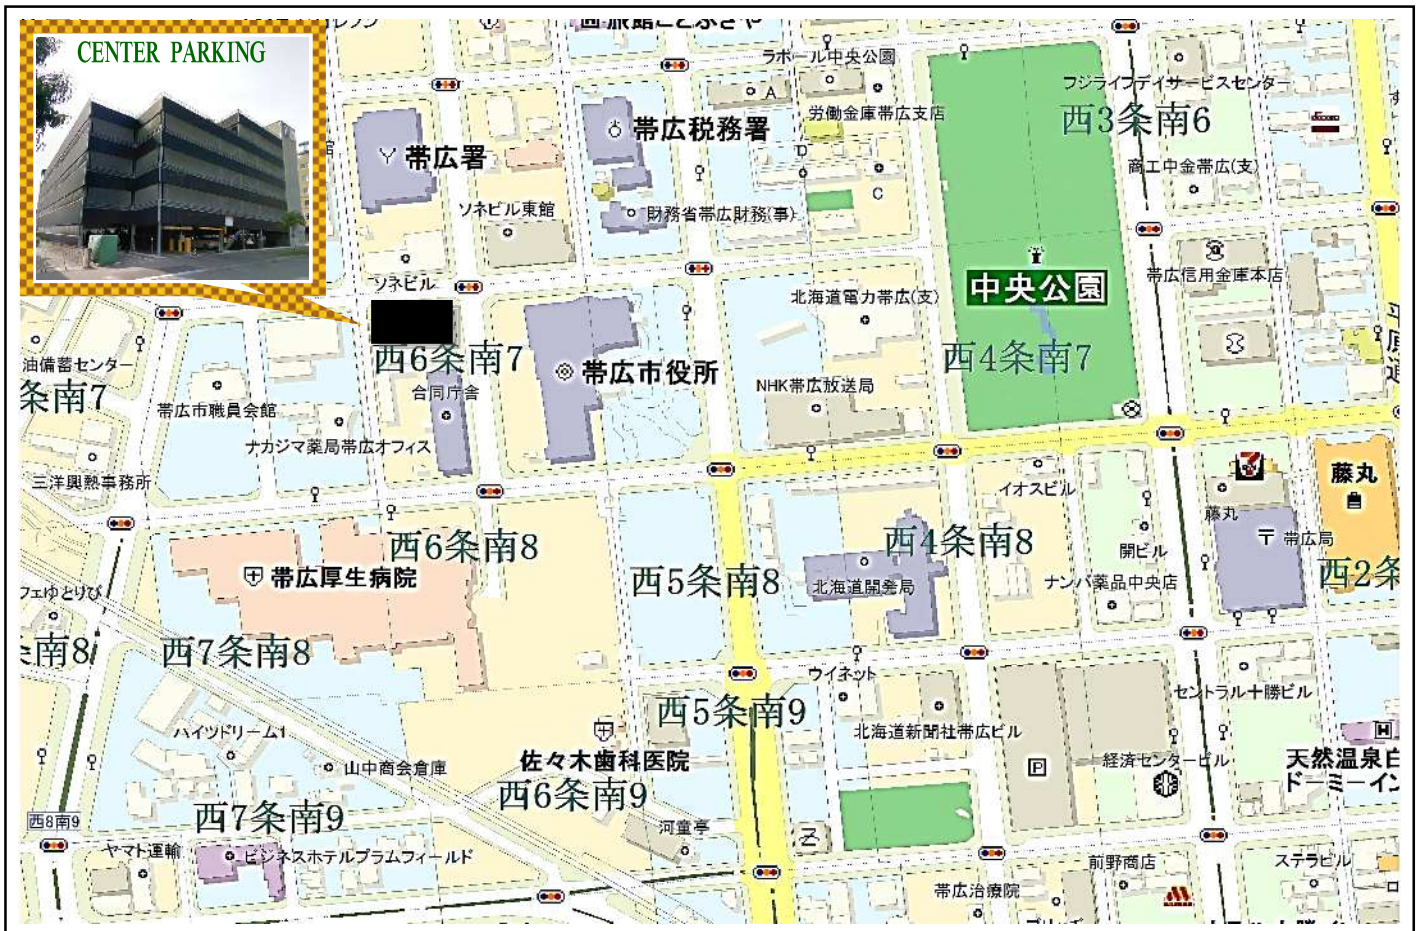 CENTER PARKING
ラポール中央公園
フジライフデイサービスセンター
A
労働金庫帯広支店
西3条南6
帯広税務署
帯広署
商工中金帯広(支)
D
C
ソネビル東館
財務省帯広財務(事)
ソネビル
帯広信用金庫本店
中央公園
北海道電力帯広(支)
油備蓄センター
西6条南7
帯広市役所
西4条南7
NHK帯広放送局
合同庁舎
条南7
帯広市職員会館
ナカジマ薬局帯広オフィス
三洋興熱事務所
イオスビル
藤丸
藤丸
西6条南8
西4条南8
開ビル
帯広局
帯広厚生病院
西5条南8
北海道開発局
ナンバ薬品中央店
西2条
フェゆとりび
条南8
西7条南8
ウイネット
セントラル十勝ビル
西5条南9
ハイツドリーム1
北海道新聞社帯広ビル
佐々木歯科医院
山中商会倉庫
P
経済センタービル
H
天然温泉白
ドーミーイン
西6条南9
西7条南9
西8南9
河童亭
ヤマト運輸
ビジネスホテルプラムフィールド
前野商店
ステラビル
帯広治療院